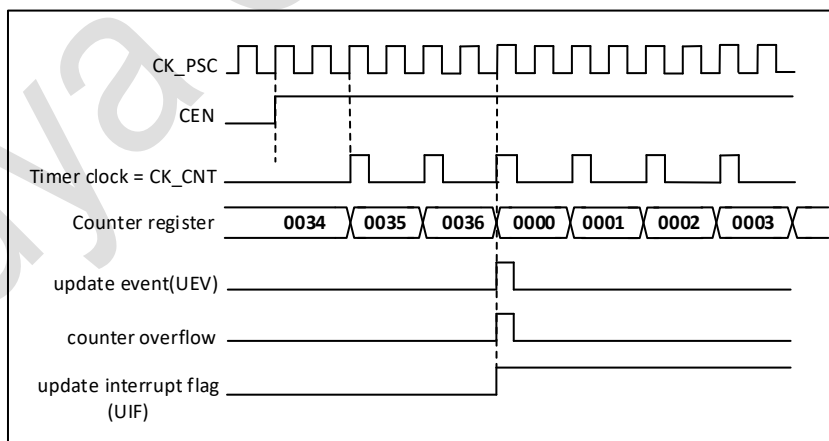 CK_PSC
CEN
Timer clock = CK_CNT
Counter register 0034 0035 0036 0000 0001 0002 0003
update event(UEV)
counter overflow
update interrupt flag
(UIF)